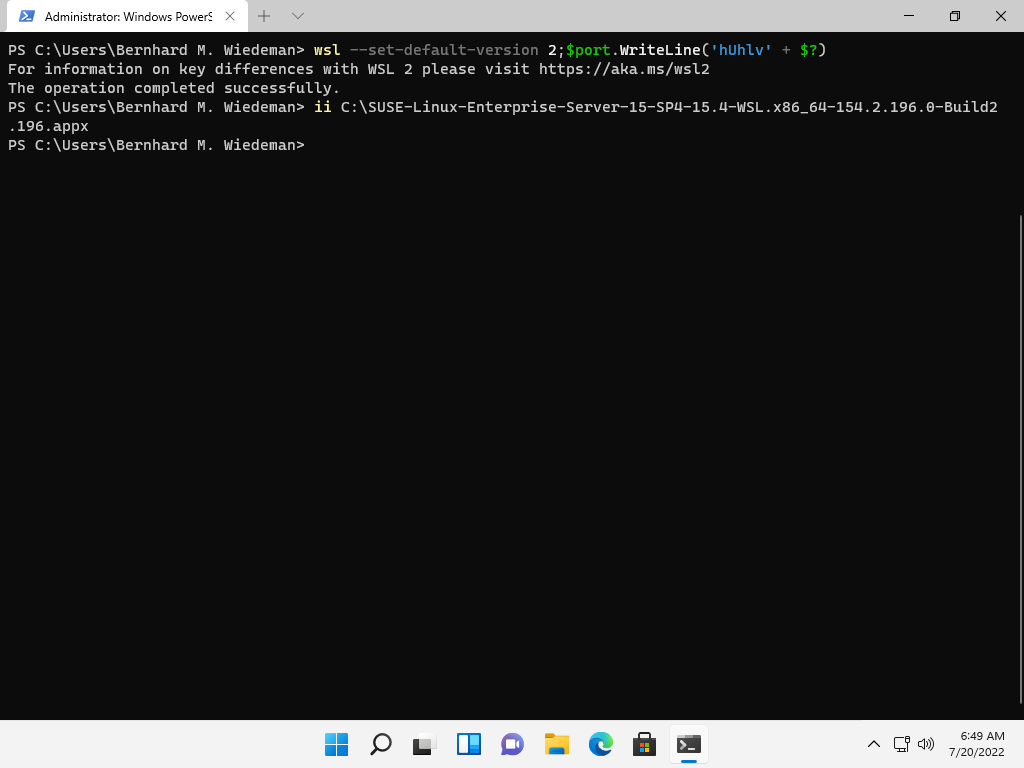 Administrator: Windows PowerS
PS C:\Users\Bernhard M. Wiedeman> wsl --set-default-version 2;$port.WriteLine('hUhlv' + $?)
For information on key differences with WSL 2 please visit https://aka.ms/wsl2
The operation completed successfully.
PS C:\Users\Bernhard M. Wiedeman> ii C:\SUSE-Linux-Enterprise-Server-15-SP4-15.4-WSL.x86_64-154.2.196.0-Build2
.196.appx
PS C:\Users\Bernhard M. Wiedeman>
6:49 AM
7/20/2022